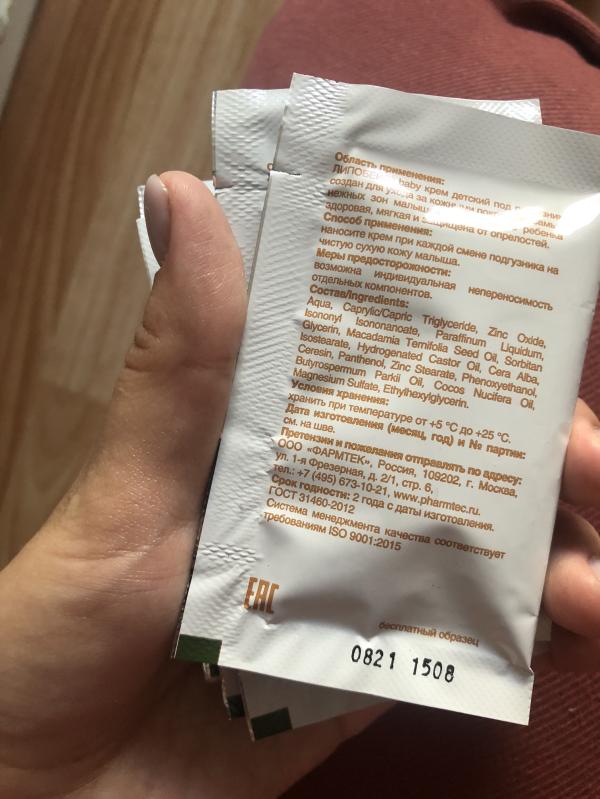 Область применения:
baby крем детский под
создан для ухода за кожей
нежных зон малыша ребенка
здоровая, мягкая и защищена от опрелостей.
Способ применения:
наносите крем при каждой смене подгузника на
чистую сухую кожу малыша.
Меры предосторожности:
возможна индивидуальная непереносимость
отдельных компонентов.
Состав/Ingredients:
Aqua, Caprylic/Capric Triglyceride, Zinc Oxide,
Isononyl Isononanoate, Paraffinum Liquidum,
Glycerin, Macadamia Ternifolia Seed Oil, Sorbitan
Isostearate, Hydrogenated Castor Oil, Cera Alba,
Ceresin, Panthenol, Zinc Stearate, Phenoxyethanol,
Butyrospermum Parkii Oil, Cocos Nucifera Oil,
Magnesium Sulfate, Ethylhexylglycerin.
Условия хранения:
хранить при температуре от +5 °С до +25 °С.
Дата изготовления (месяц, год) и № партии:
см. на шве.
Претензии и пожелания отправлять по адресу:
ООО «ФАРМТЕК», Россия, 109202, г. Москва,
ул. 1-я Фрезерная, д. 2/1, стр. 6,
тел.: +7 (495) 673-10-21, www.pharmtec.ru.
Срок годности: 2 года с даты изготовления.
ГОСТ 31460-2012
Система менеджмента качества соответствует
требованиям ISO 9001:2015
EAC
бесплатный образец
0821 1508